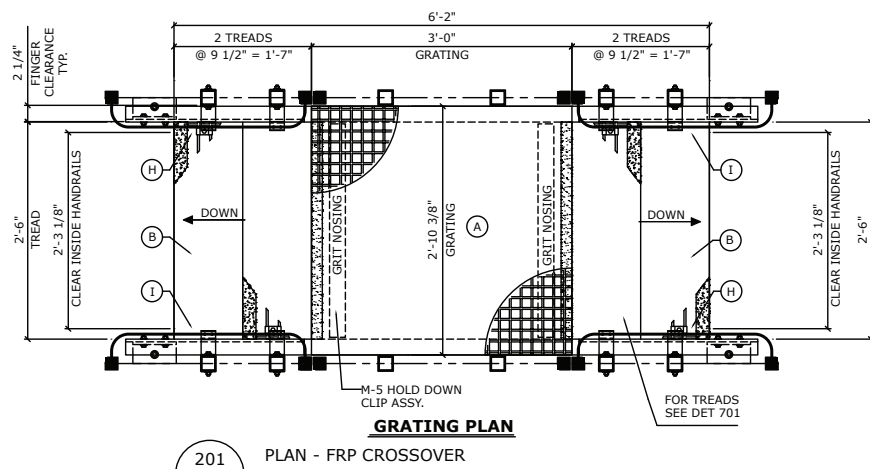 6'-2"
2 TREADS
@ 9 1/2" = 1'-7"
3'-0"
GRATING
2 TREADS
@ 9 1/2" = 1'-7"
2 1/4"
FINGER
CLEARANCE
TYP.
2'-6"
TREAD
2'-3 1/8"
CLEAR INSIDE HANDRAILS
H
DOWN
B
I
GRIT NOSING
2'-10 3/8"
GRATING
A
GRIT NOSING
I
DOWN
B
H
2'-3 1/8"
CLEAR INSIDE HANDRAILS
2'-6"
M-5 HOLD DOWN
CLIP ASSY.
FOR TREADS
SEE DET 701
GRATING PLAN
201
PLAN - FRP CROSSOVER